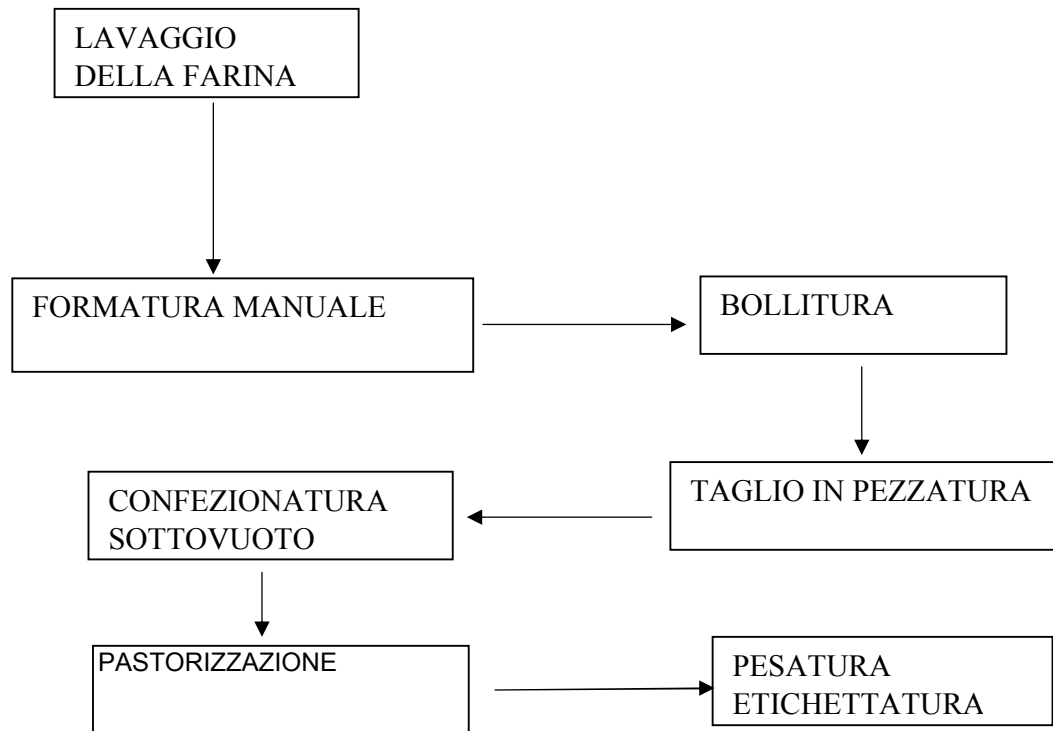 LAVAGGIO
DELLA FARINA
FORMATURA MANUALE
BOLLITURA
TAGLIO IN PEZZATURA
CONFEZIONATURA
SOTTOVUOTO
PASTORIZZAZIONE
PESATURA
ETICHETTATURA